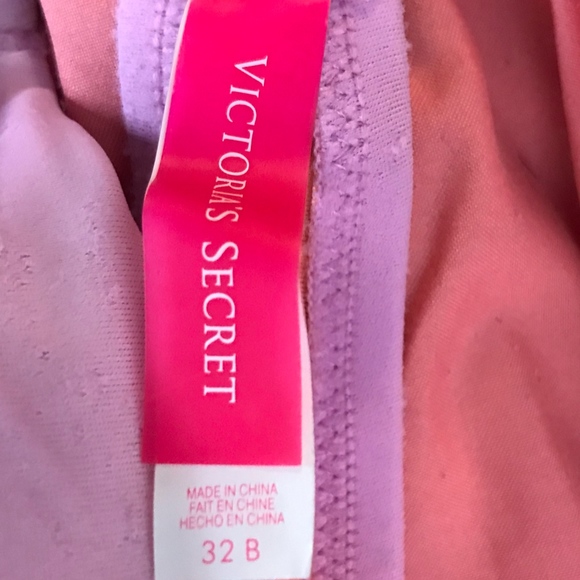 VICTORIA'S SECRET
MADE IN CHINA
FAIT EN CHINE
HECHO EN CHINA
32 B